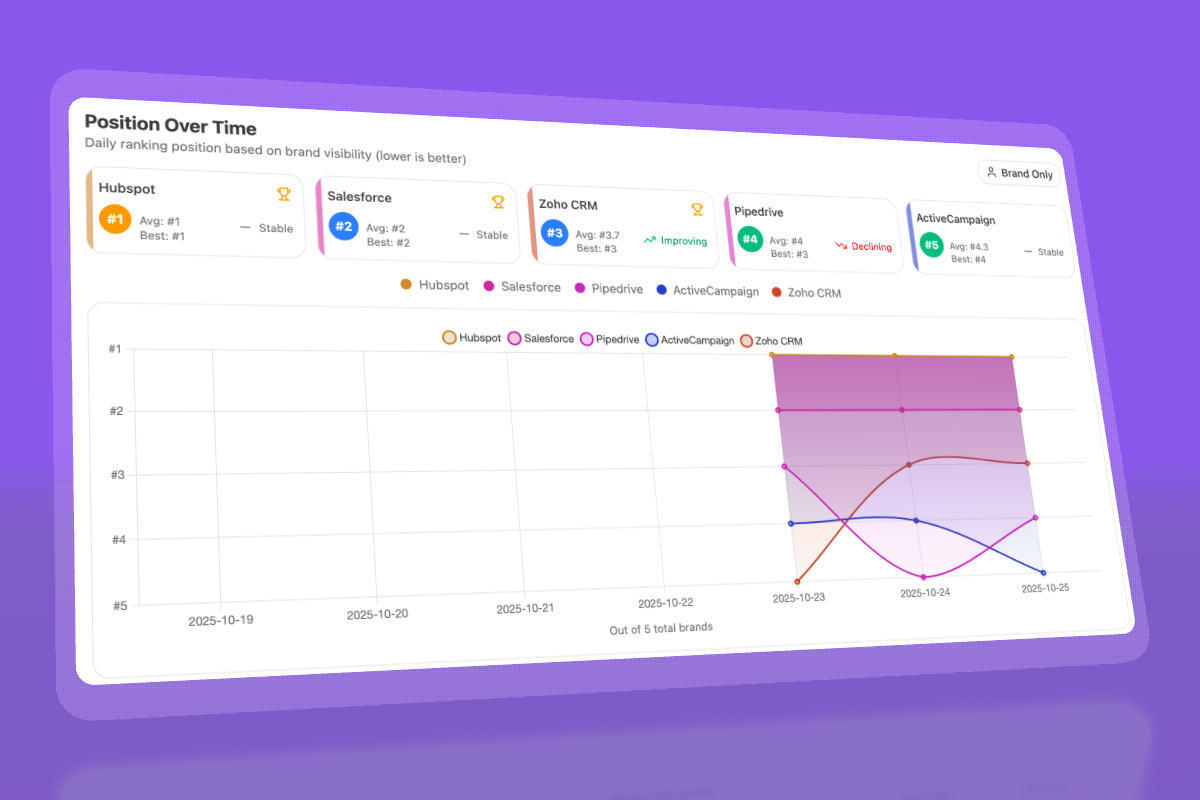 Position Over Time
Daily ranking position based on brand visibility (lower is better)
Brand Only
Hubspot
#1
Avg: #1
Best: #1
Stable
Salesforce
#2
Avg: #2
Best: #2
Stable
Zoho CRM
#3
Avg: #3.7
Best: #3
Improving
Pipedrive
#4
Avg: #4
Best: #3
Declining
ActiveCampaign
#5
Avg: #4.3
Best: #4
Stable
Hubspot Salesforce Pipedrive ActiveCampaign Zoho CRM
Hubspot Salesforce Pipedrive ActiveCampaign Zoho CRM
#1
#2
#3
#4
#5
2025-10-19 2025-10-20 2025-10-21 2025-10-22 2025-10-23 2025-10-24 2025-10-25
Out of 5 total brands